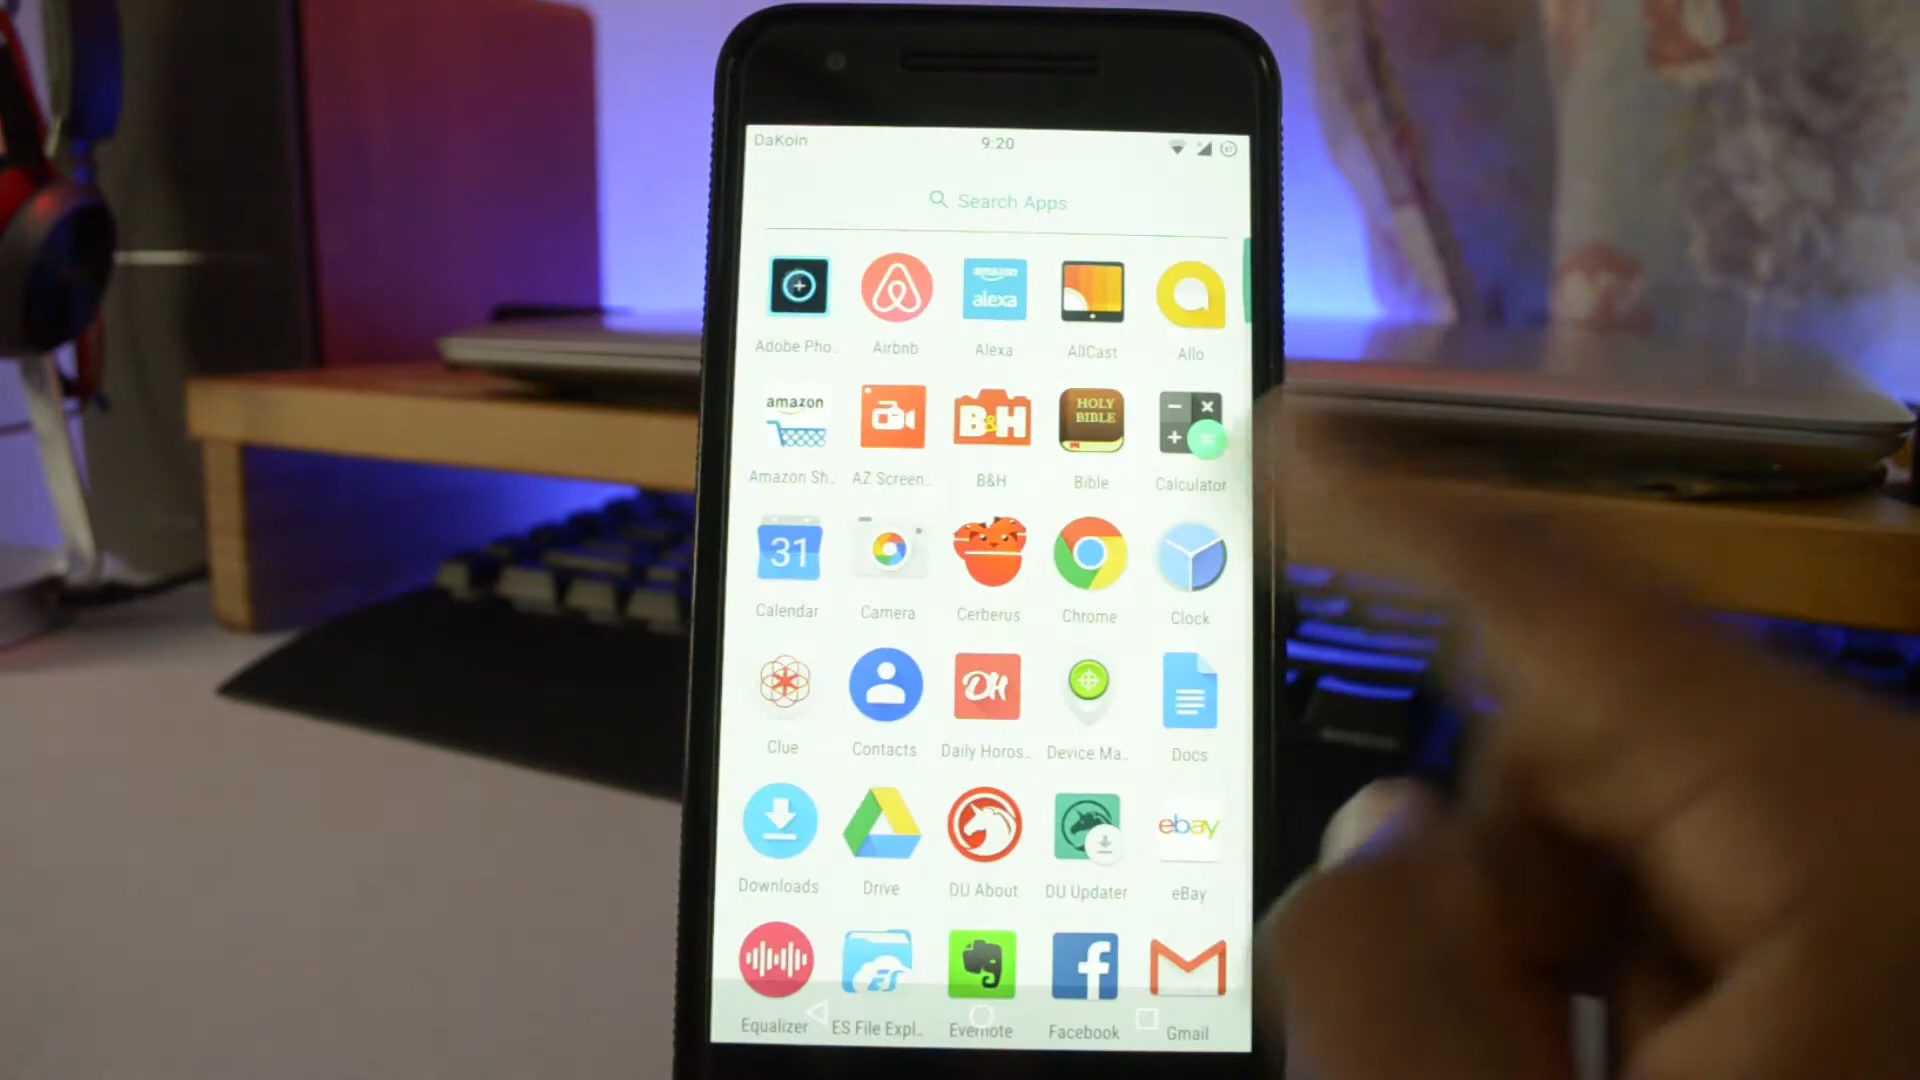 DaKoin 9:20 97
Search Apps
amazon
alexa
Adobe Pho.. Airbnb Alexa AllCast Allo
amazon B&H HOLY BIBLE
Amazon Sh.. AZ Screen.. B&H Bible Calculator
31
Calendar Camera Cerberus Chrome Clock
DH
Clue Contacts Daily Horos.. Device Ma.. Docs
ebay
Downloads Drive DU About DU Updater eBay
ES f
Equalizer ES File Expl.. Evernote Facebook Gmail